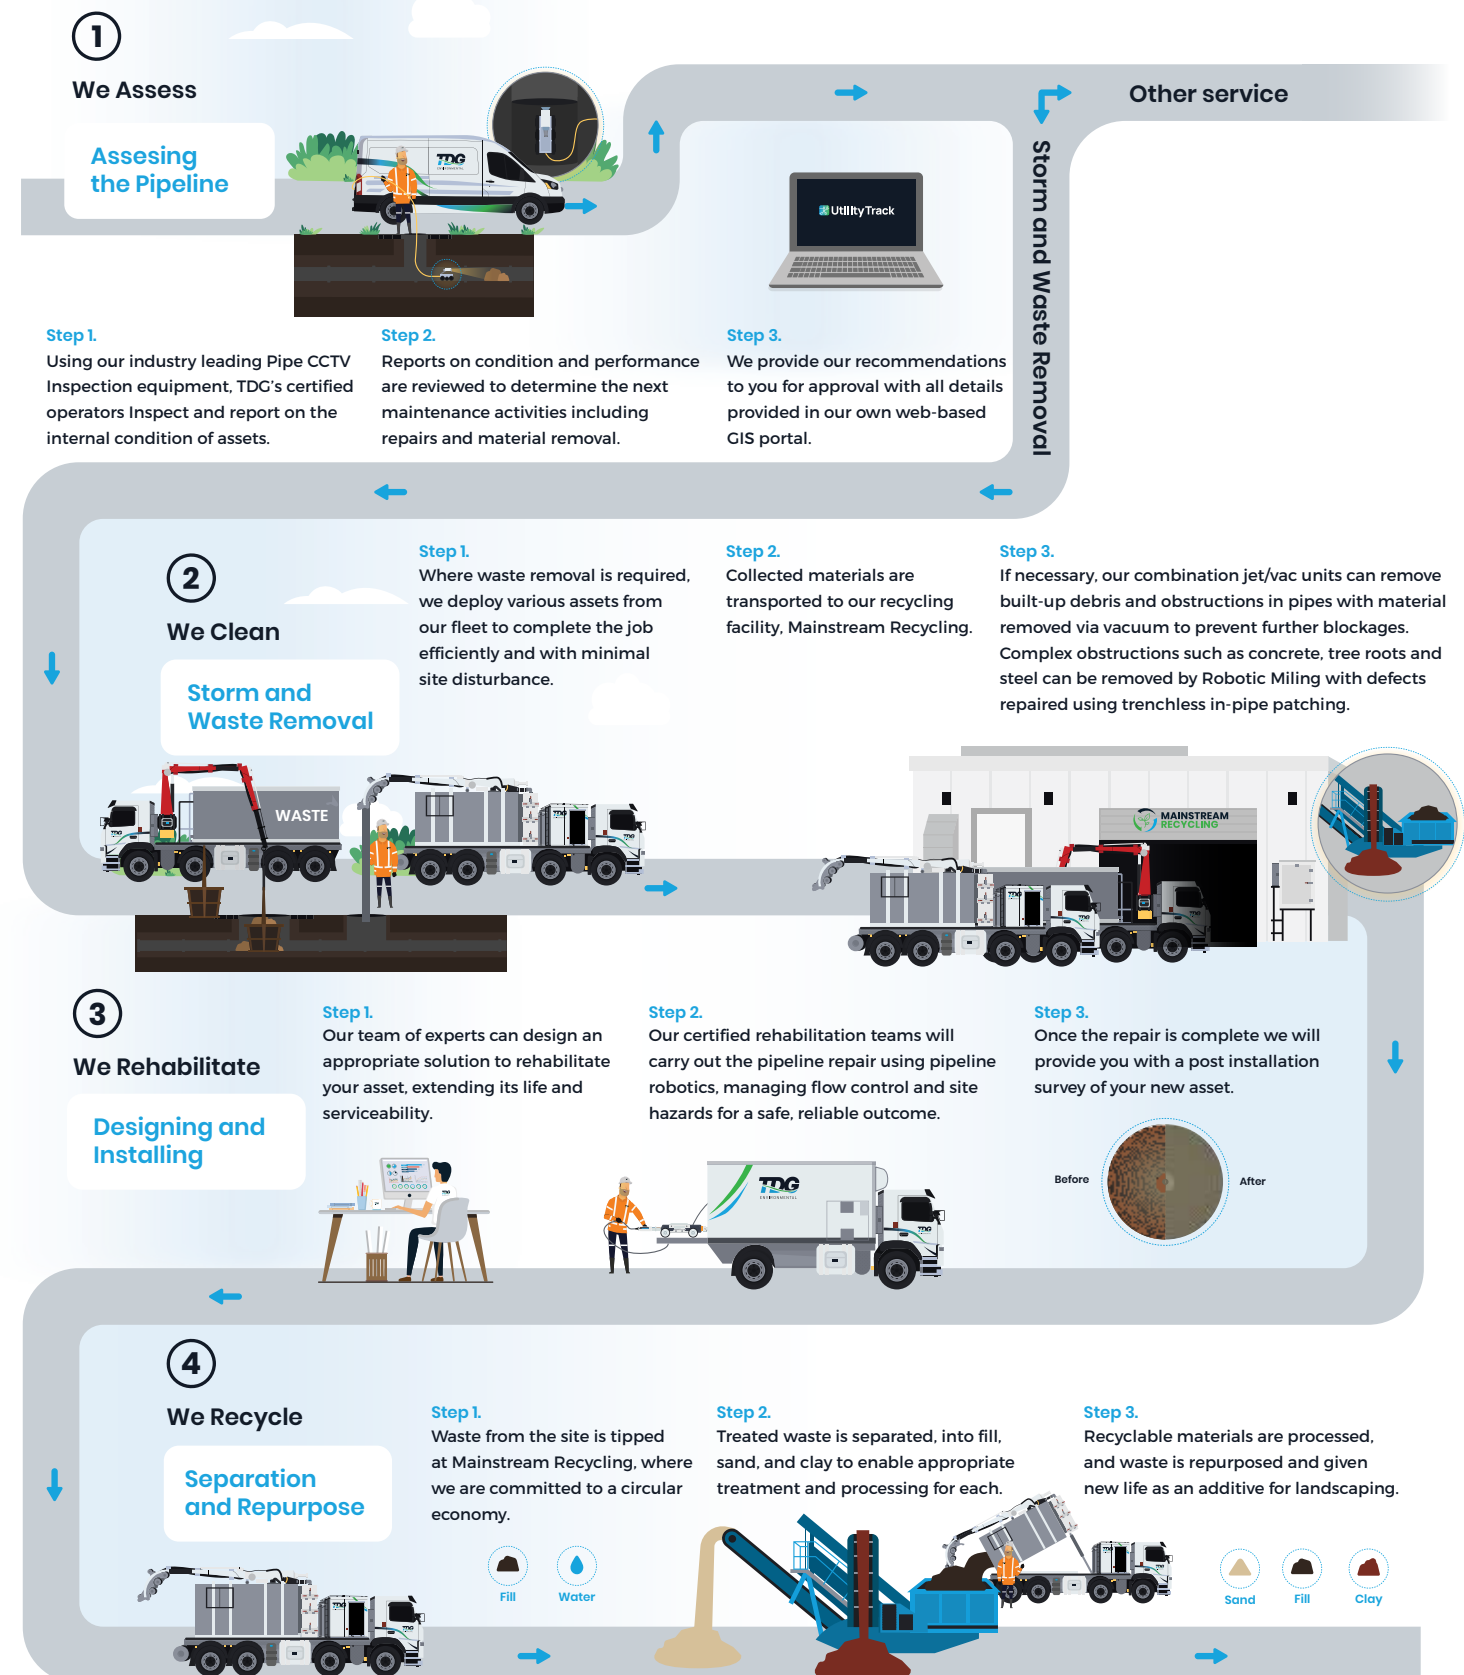 1
We Assess
Assesing
the Pipeline
TDG
ENVIRONMENTAL
UtilityTrack
Other service
Storm and Waste Removal
Step 1.
Using our industry leading Pipe CCTV
Inspection equipment, TDG's certified
operators Inspect and report on the
internal condition of assets.
Step 2.
Reports on condition and performance
are reviewed to determine the next
maintenance activities including
repairs and material removal.
Step 3.
We provide our recommendations
to you for approval with all details
provided in our own web-based
GIS portal.
2
We Clean
Storm and
Waste Removal
Step 1.
Where waste removal is required,
we deploy various assets from
our fleet to complete the job
efficiently and with minimal
site disturbance.
Step 2.
Collected materials are
transported to our recycling
facility, Mainstream Recycling.
Step 3.
If necessary, our combination jet/vac units can remove
built-up debris and obstructions in pipes with material
removed via vacuum to prevent further blockages.
Complex obstructions such as concrete, tree roots and
steel can be removed by Robotic Miling with defects
repaired using trenchless in-pipe patching.
WASTE
TDG
TDG
TDG
MAINSTREAM
RECYCLING
TDG
TDG
TDG
3
We Rehabilitate
Designing and
Installing
Step 1.
Our team of experts can design an
appropriate solution to rehabilitate
your asset, extending its life and
serviceability.
Step 2.
Our certified rehabilitation teams will
carry out the pipeline repair using pipeline
robotics, managing flow control and site
hazards for a safe, reliable outcome.
Step 3.
Once the repair is complete we will
provide you with a post installation
survey of your new asset.
Before
After
TDG
TDG
ENVIRONMENTAL
TDG
4
We Recycle
Separation
and Repurpose
Step 1.
Waste from the site is tipped
at Mainstream Recycling, where
we are committed to a circular
economy.
Fill
Water
Step 2.
Treated waste is separated, into fill,
sand, and clay to enable appropriate
treatment and processing for each.
Step 3.
Recyclable materials are processed,
and waste is repurposed and given
new life as an additive for landscaping.
Sand
Fill
Clay
TDG
TDG